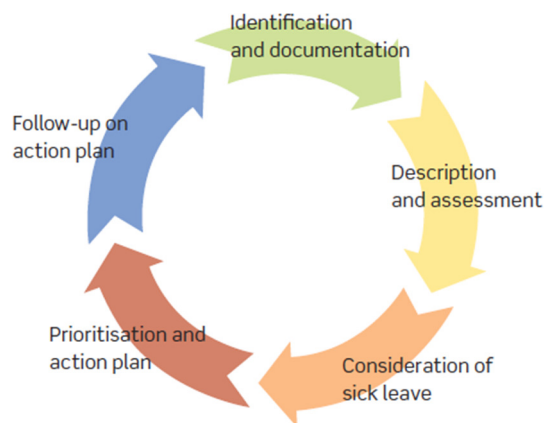 Identification
and documentation
Description
and assessment
Consideration of
sick leave
Prioritisation and
action plan
Follow-up on
action plan